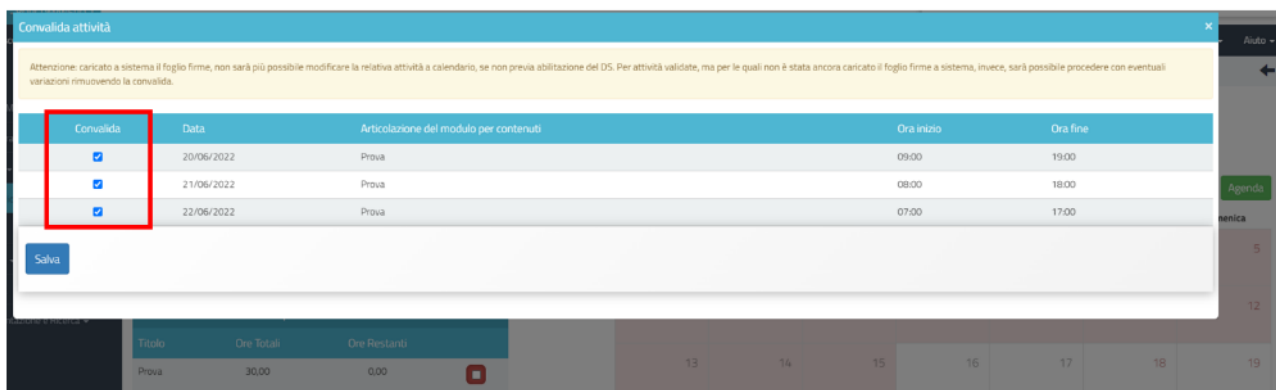 Convalida attività ×
Aiuto
Attenzione: caricato a sistema il foglio firme, non sarà più possibile modificare la relativa attività a calendario, se non previa abilitazione del DS. Per attività validate, ma per le quali non è stata ancora caricato il foglio firme a sistema, invece, sarà possibile procedere con eventuali
variazioni rimuovendo la convalida.
Convalida Data Articolazione del modulo per contenuti Ora inizio Ora fine
20/06/2022 Prova 09:00 19:00
21/06/2022 Prova 08:00 18:00
Agenda
22/06/2022 Prova 07:00 17:00
menica
Salva
5
12
Ricerca
Titolo Ore Totali Ore Restanti
Prova 30,00 0,00
13 14 15 16 17 18 19